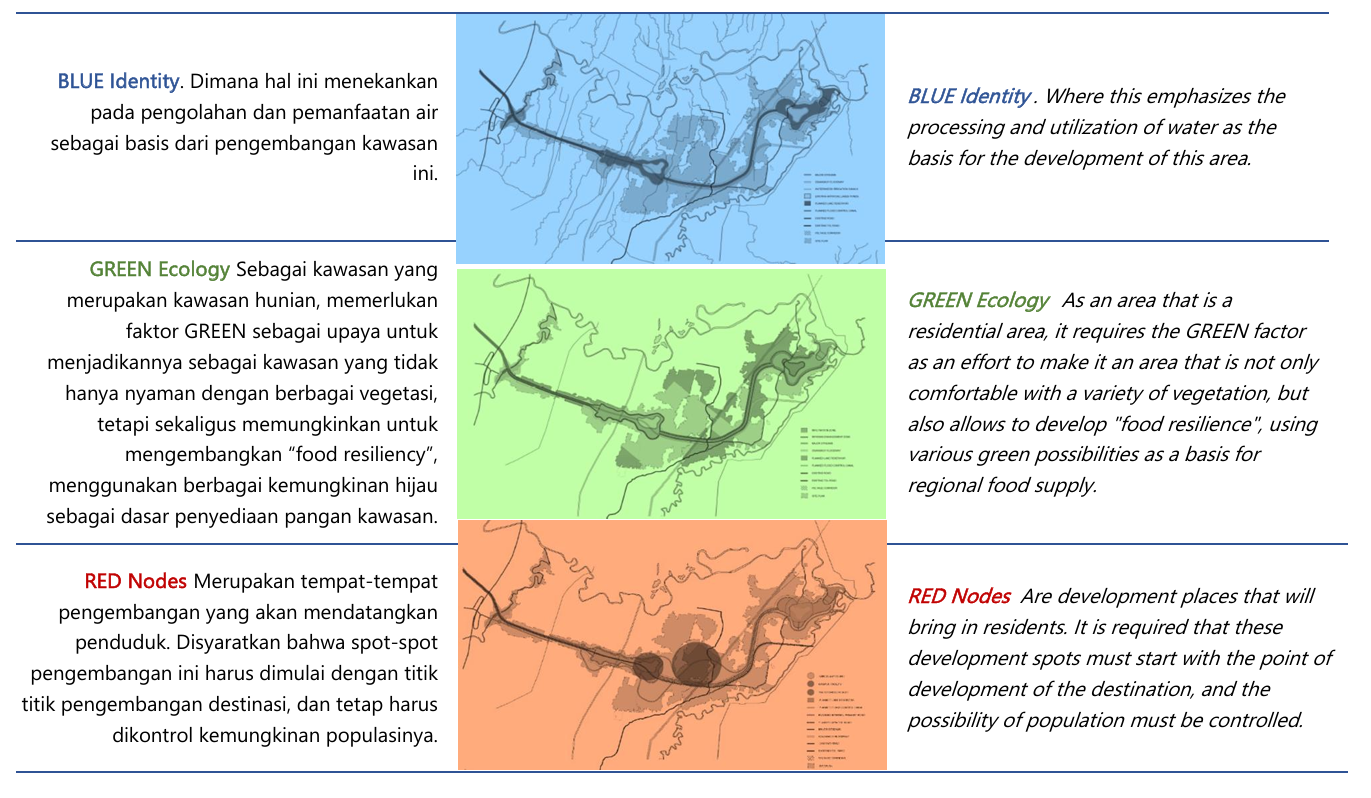 BLUE Identity. Dimana hal ini menekankan
pada pengolahan dan pemanfaatan air
sebagai basis dari pengembangan kawasan
ini.
BLUE Identity. Where this emphasizes the
processing and utilization of water as the
basis for the development of this area.
GREEN Ecology Sebagai kawasan yang
merupakan kawasan hunian, memerlukan
faktor GREEN sebagai upaya untuk
menjadikannya sebagai kawasan yang tidak
hanya nyaman dengan berbagai vegetasi,
tetapi sekaligus memungkinkan untuk
mengembangkan “food resiliency”,
menggunakan berbagai kemungkinan hijau
sebagai dasar penyediaan pangan kawasan.
GREEN Ecology As an area that is a
residential area, it requires the GREEN factor
as an effort to make it an area that is not only
comfortable with a variety of vegetation, but
also allows to develop "food resilience", using
various green possibilities as a basis for
regional food supply.
RED Nodes Merupakan tempat-tempat
pengembangan yang akan mendatangkan
penduduk. Disyaratkan bahwa spot-spot
pengembangan ini harus dimulai dengan titik
titik pengembangan destinasi, dan tetap harus
dikontrol kemungkinan populasinya.
RED Nodes Are development places that will
bring in residents. It is required that these
development spots must start with the point of
development of the destination, and the
possibility of population must be controlled.